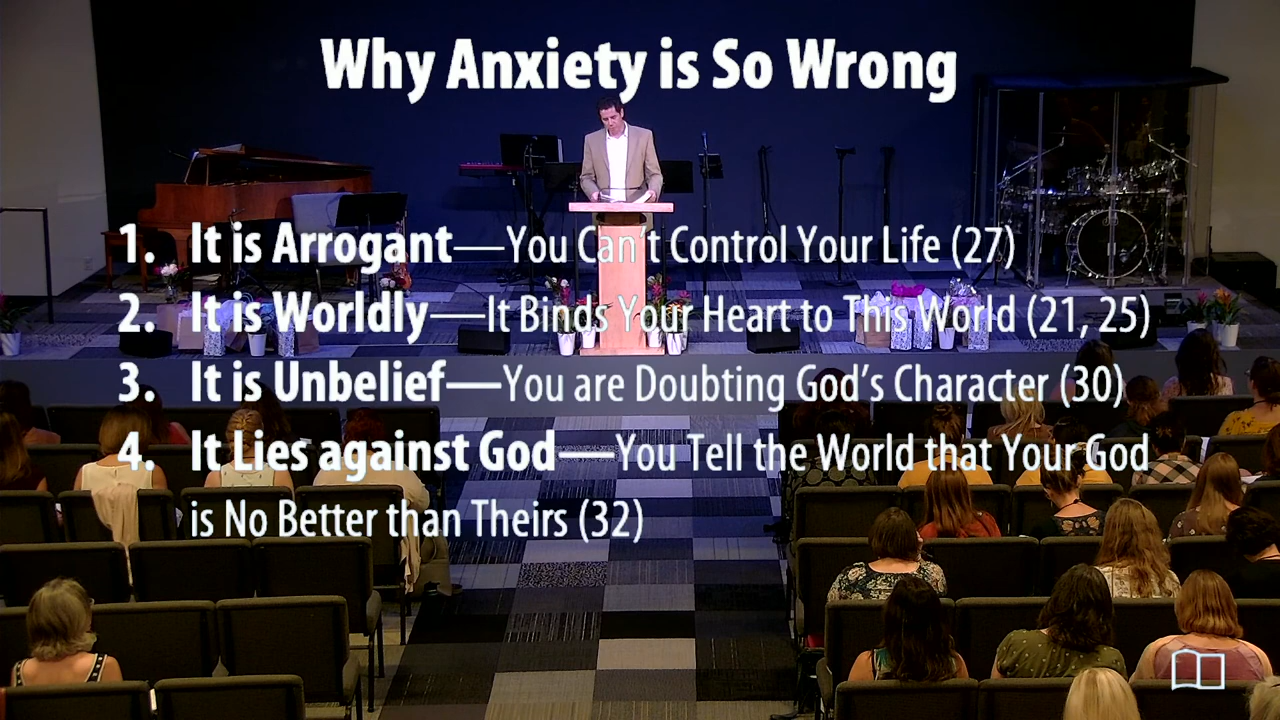 Why Anxiety is So Wrong
1. It is Arrogant—You Can't Control Your Life (27)
2. It is Worldly—It Binds Your Heart to This World (21, 25)
3. It is Unbelief—You are Doubting God's Character (30)
4. It Lies against God—You Tell the World that Your God
is No Better than Theirs (32)